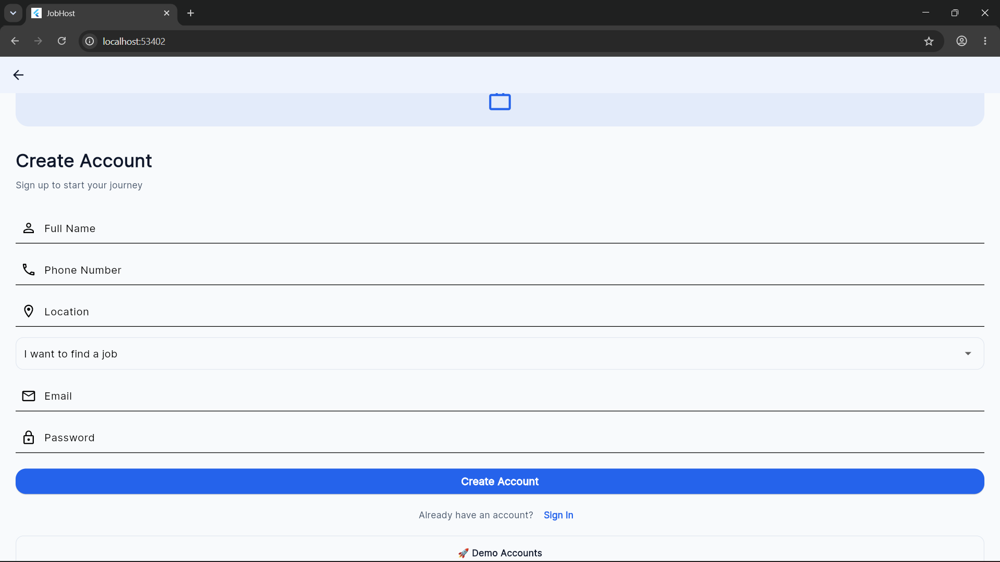 JobHost
localhost:53402
Create Account
Sign up to start your journey
Full Name
Phone Number
Location
I want to find a job
Email
Password
Create Account
Already have an account? Sign In
🚀 Demo Accounts